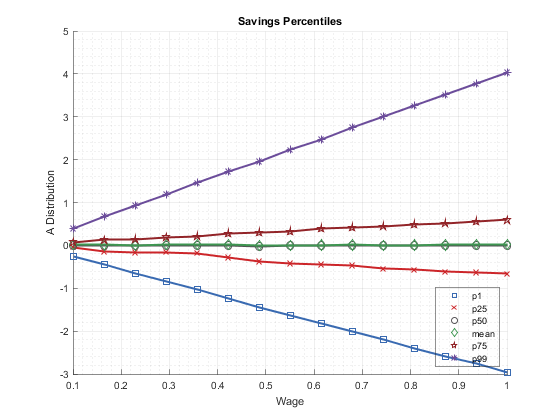 Savings Percentiles
A Distribution
5
4
3
2
1
0
-1
-2
-3
0.1 0.2 0.3 0.4 0.5 0.6 0.7 0.8 0.9 1
Wage
p1
p25
p50
mean
p75
p99